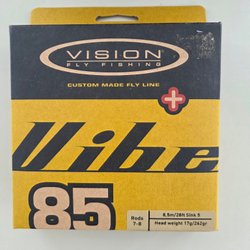 VISION
FLY FISHING
CUSTOM MADE FLY LINE
+
Vibe
85
Rods
7-8
8,5m/28ft Sink 5
Head weight 17g/262gr